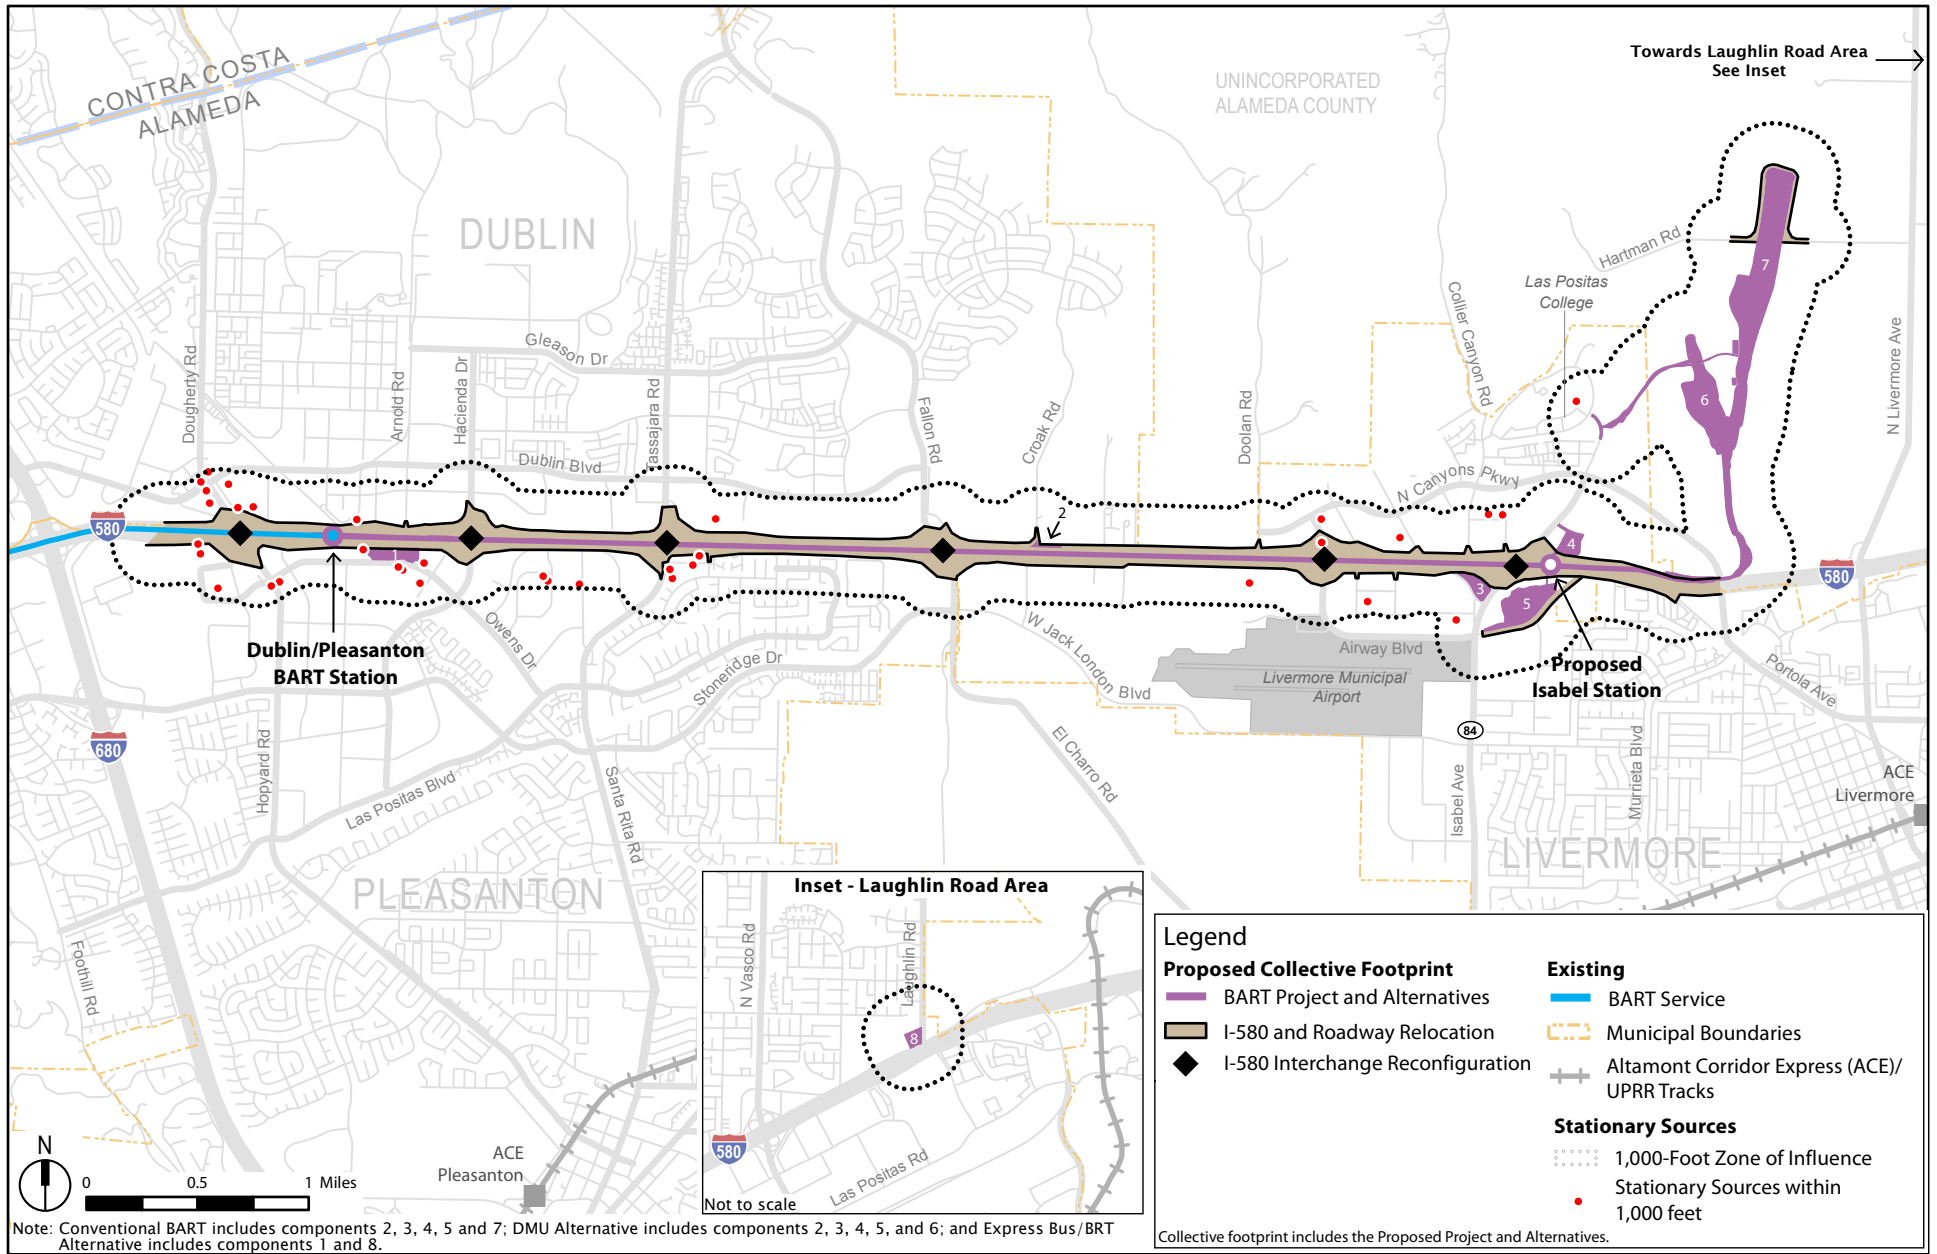 Towards Laughlin Road Area
See Inset
CONTRA COSTA
ALAMEDA
UNINCORPORATED
ALAMEDA COUNTY
DUBLIN
Hartman Rd
7
Las Positas
College
Collier Canyon Rd
N Livermore Ave
Gleason Dr
Dougherty Rd
Arnold Rd
Hacienda Dr
Tassajara Rd
Fallon Rd
Croak Rd
Doolan Rd
6
Dublin Blvd
N Canyons Pkwy
2
580
1
4
3
5
580
Dublin/Pleasanton
BART Station
Owens Dr
Stoneridge Dr
W Jack London Blvd
Airway Blvd
Livermore Municipal
Airport
Proposed
Isabel Station
Portola Ave
680
84
Hopyard Rd
Las Positas Blvd
Santa Rita Rd
El Charro Rd
Isabel Ave
Murrieta Blvd
ACE
Livermore
LIVERMORE
PLEASANTON
Foothill Rd
Inset - Laughlin Road Area
N Vasco Rd
Laughlin Rd
8
580
Las Positas Rd
Not to scale
ACE
Pleasanton
N
0 0.5 1 Miles
Legend
Proposed Collective Footprint
BART Project and Alternatives
I-580 and Roadway Relocation
I-580 Interchange Reconfiguration
Existing
BART Service
Municipal Boundaries
Altamont Corridor Express (ACE)/
UPRR Tracks
Stationary Sources
1,000-Foot Zone of Influence
Stationary Sources within
1,000 feet
Collective footprint includes the Proposed Project and Alternatives.
Note: Conventional BART includes components 2, 3, 4, 5 and 7; DMU Alternative includes components 2, 3, 4, 5, and 6; and Express Bus/BRT
Alternative includes components 1 and 8.